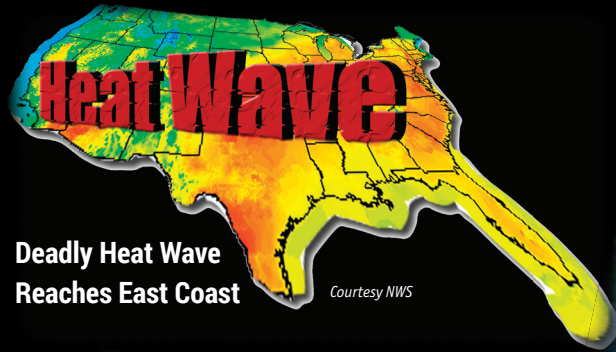 Heat Wave
Deadly Heat Wave
Reaches East Coast
Courtesy NWS